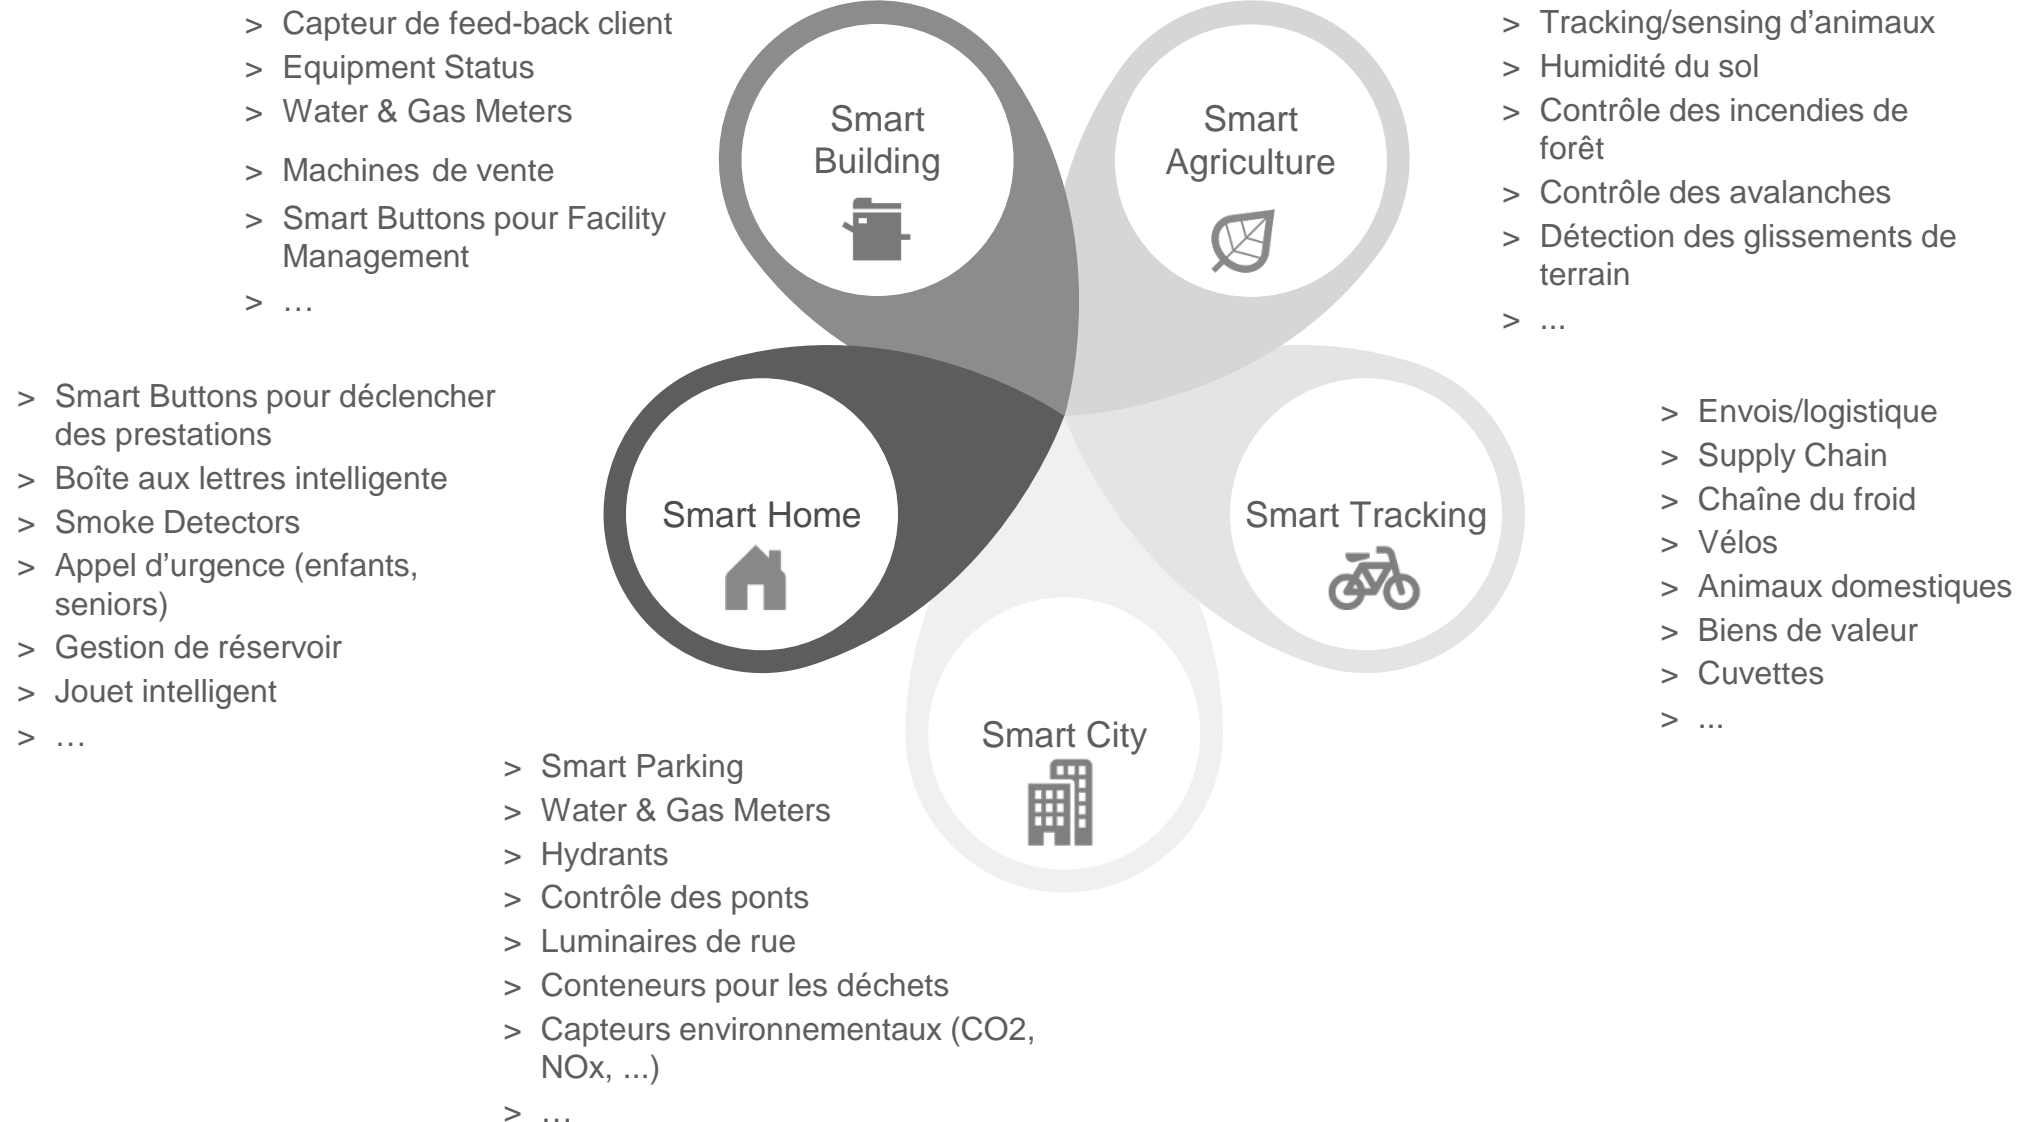 > Capteur de feed-back client
> Equipment Status
> Water & Gas Meters
> Machines de vente
> Smart Buttons pour Facility
Management
> …
Smart
Building
Smart
Agriculture
> Tracking/sensing d’animaux
> Humidité du sol
> Contrôle des incendies de
forêt
> Contrôle des avalanches
> Détection des glissements de
terrain
> ...
> Smart Buttons pour déclencher
des prestations
> Boîte aux lettres intelligente
> Smoke Detectors
> Appel d’urgence (enfants,
seniors)
> Gestion de réservoir
> Jouet intelligent
> …
Smart Home
Smart Tracking
> Envois/logistique
> Supply Chain
> Chaîne du froid
> Vélos
> Animaux domestiques
> Biens de valeur
> Cuvettes
> ...
Smart City
> Smart Parking
> Water & Gas Meters
> Hydrants
> Contrôle des ponts
> Luminaires de rue
> Conteneurs pour les déchets
> Capteurs environnementaux (CO2,
NOx, ...)
> …